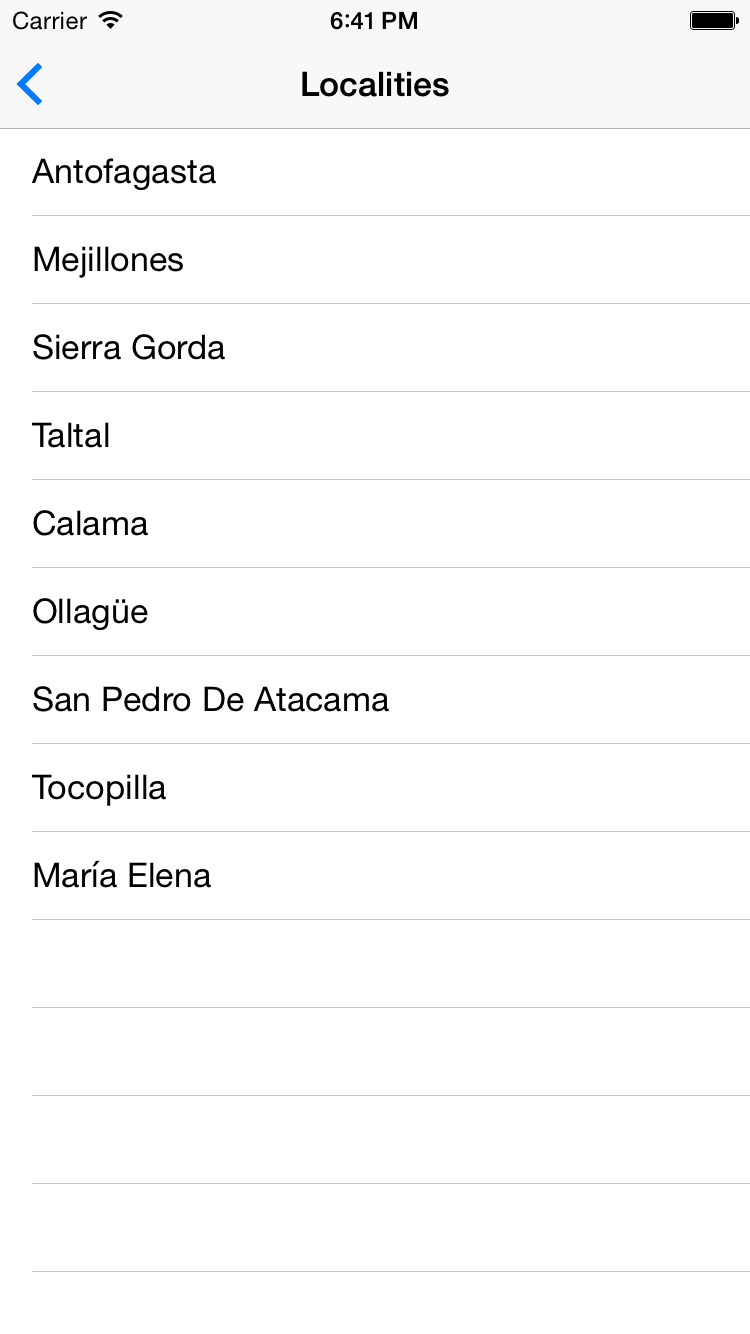 Carrier 6:41 PM
Localities
Antofagasta
Mejillones
Sierra Gorda
Taltal
Calama
Ollagüe
San Pedro De Atacama
Tocopilla
María Elena